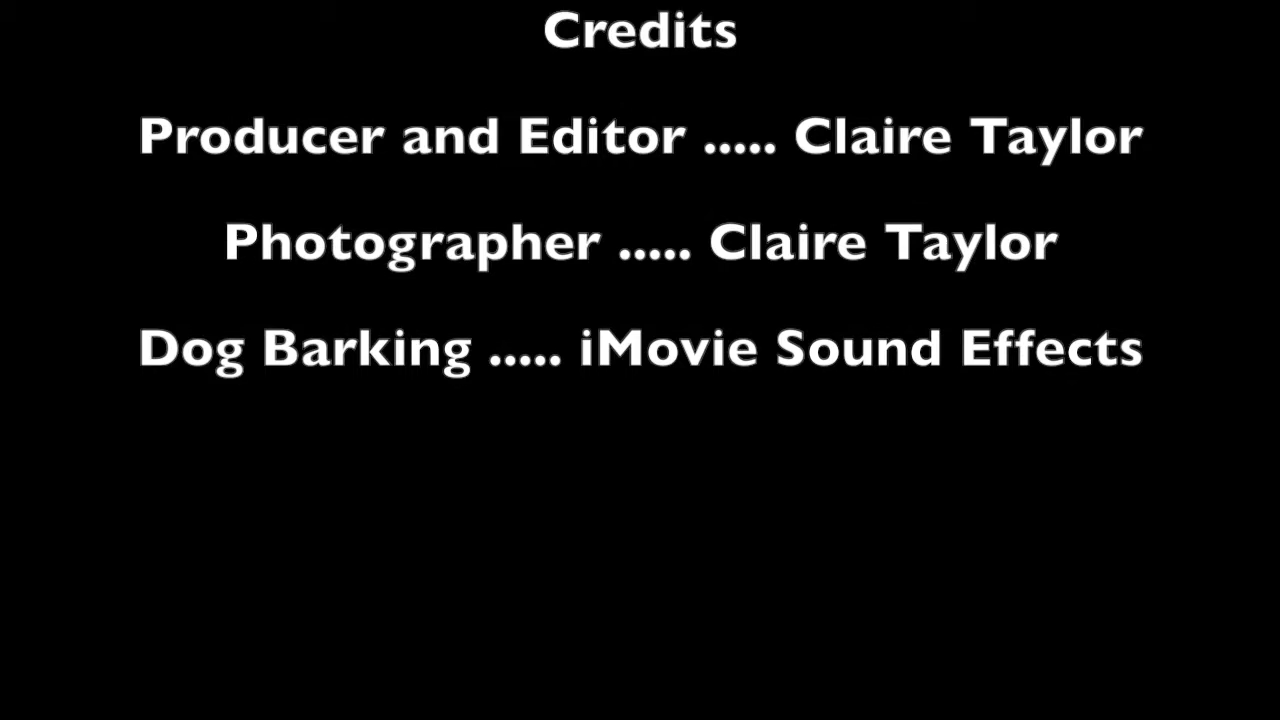 Credits
Producer and Editor ..... Claire Taylor
Photographer ..... Claire Taylor
Dog Barking ..... iMovie Sound Effects